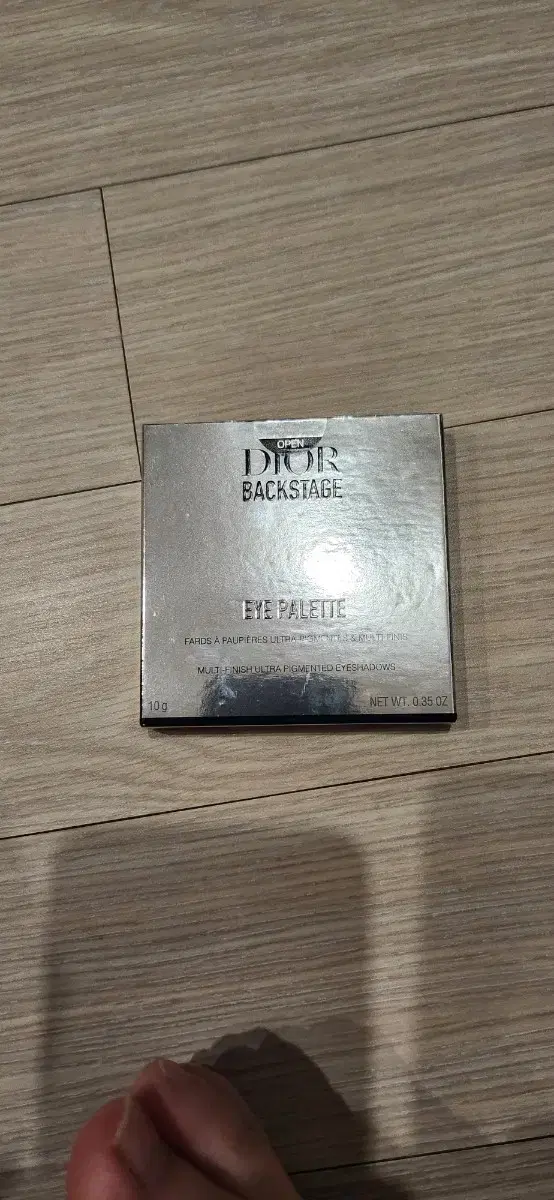 OPEN
DIOR
BACKSTAGE
EYE PALETTE
FARDS À PAUPIÈRES ULTRA PIGMENTÉS & MULTI-FINIS
MULTI-FINISH ULTRA PIGMENTED EYESHADOWS
10 g
NET WT. 0.35 OZ